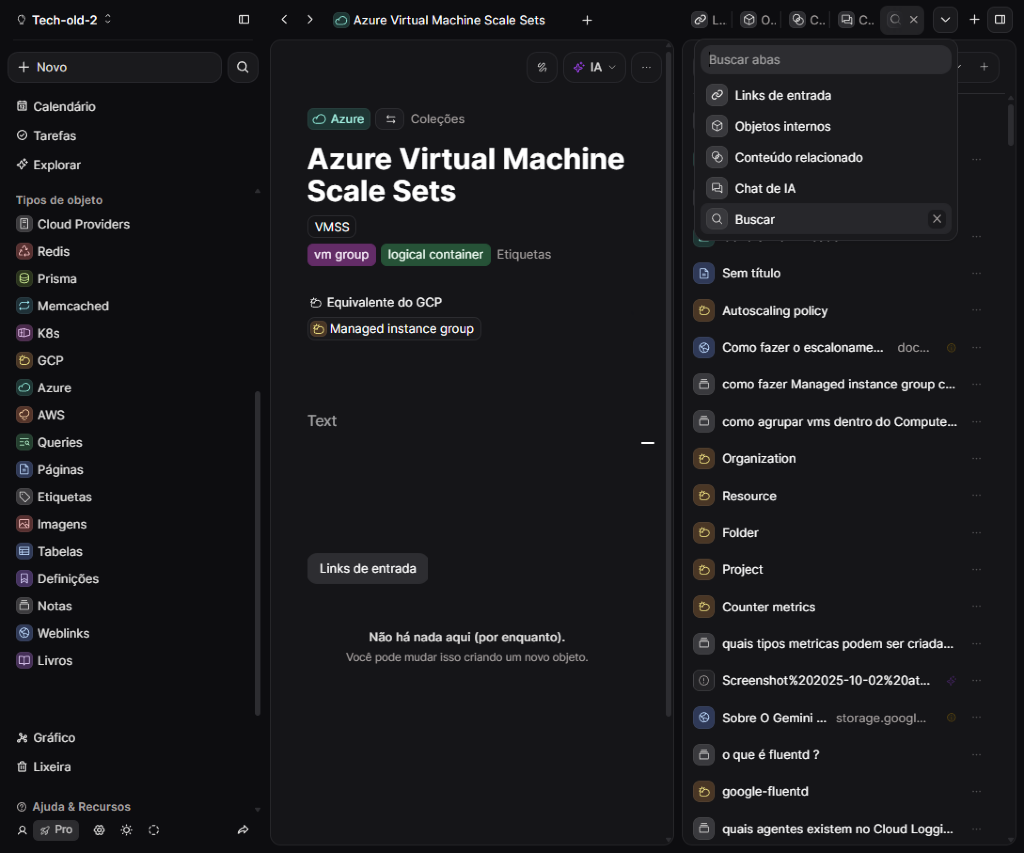 Tech-old-2
Novo
Calendário
Tarefas
Explorar
Tipos de objeto
Cloud Providers
Redis
Prisma
Memcached
K8s
GCP
Azure
AWS
Queries
Páginas
Etiquetas
Imagens
Tabelas
Definições
Notas
Weblinks
Livros
Gráfico
Lixeira
Ajuda & Recursos
Pro
Azure Virtual Machine Scale Sets
IA
Azure
Coleções
Azure Virtual Machine
Scale Sets
VMSS
vm group logical container Etiquetas
Equivalente do GCP
Managed instance group
Text
Links de entrada
Não há nada aqui (por enquanto).
Você pode mudar isso criando um novo objeto.
L.. O.. C.. C..
Buscar abas
Links de entrada
Objetos internos
Conteúdo relacionado
Chat de IA
Buscar
Sem título
Autoscaling policy
Como fazer o escaloname... doc...
como fazer Managed instance group c...
como agrupar vms dentro do Compute...
Organization
Resource
Folder
Project
Counter metrics
quais tipos metricas podem ser criada...
Screenshot%202025-10-02%20at...
Sobre O Gemini ... storage.googl...
o que é fluentd ?
google-fluentd
quais agentes existem no Cloud Loggi...